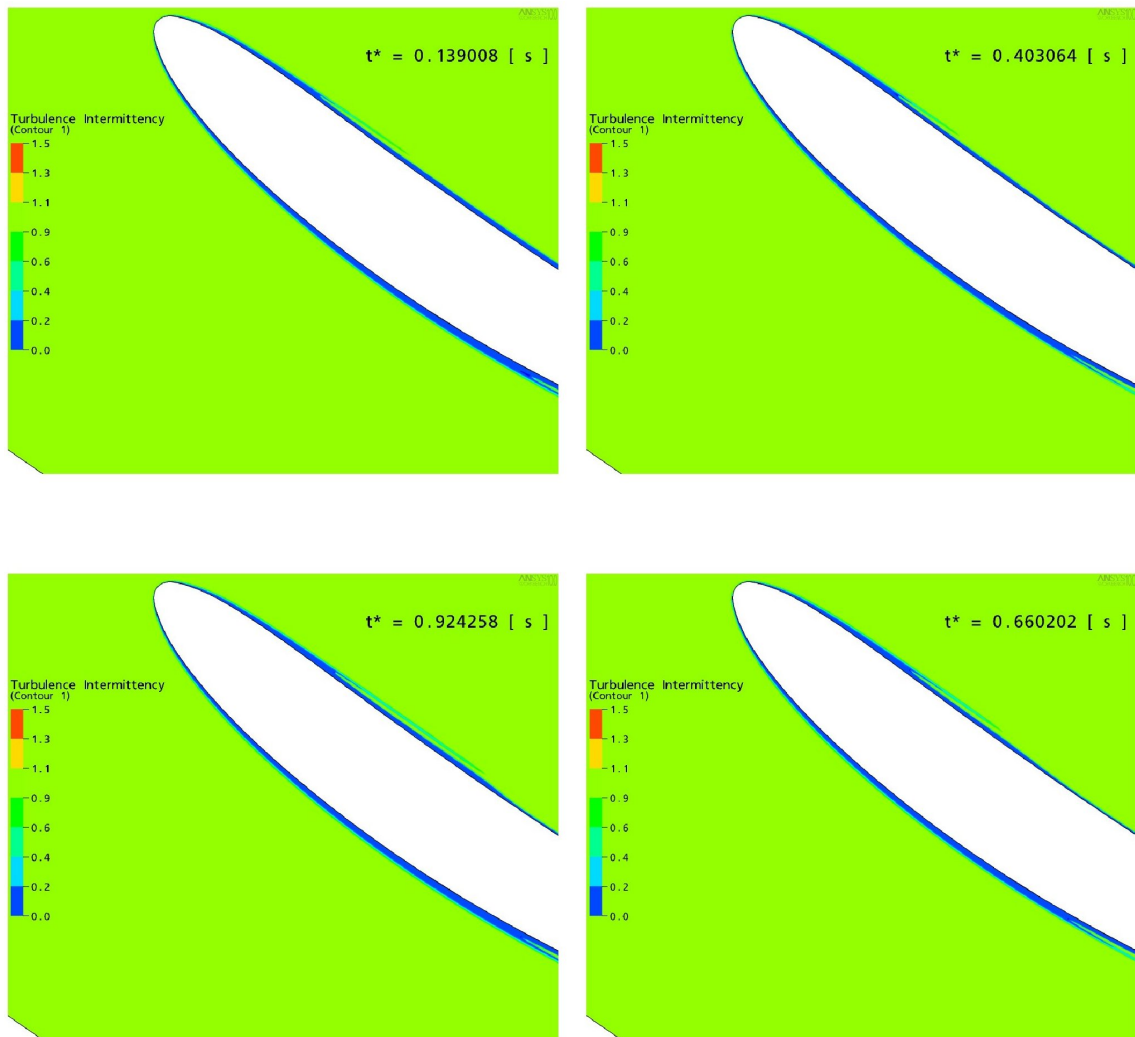 ANSYS
t* = 0.139008 [ s ]
Turbulence Intermittency
(Contour 1)
1.5
1.3
1.1
0.9
0.6
0.4
0.2
0.0
ANSYS
t* = 0.403064 [ s ]
Turbulence Intermittency
(Contour 1)
1.5
1.3
1.1
0.9
0.6
0.4
0.2
0.0
ANSYS
t* = 0.924258 [ s ]
Turbulence Intermittency
(Contour 1)
1.5
1.3
1.1
0.9
0.6
0.4
0.2
0.0
ANSYS
t* = 0.660202 [ s ]
Turbulence Intermittency
(Contour 1)
1.5
1.3
1.1
0.9
0.6
0.4
0.2
0.0